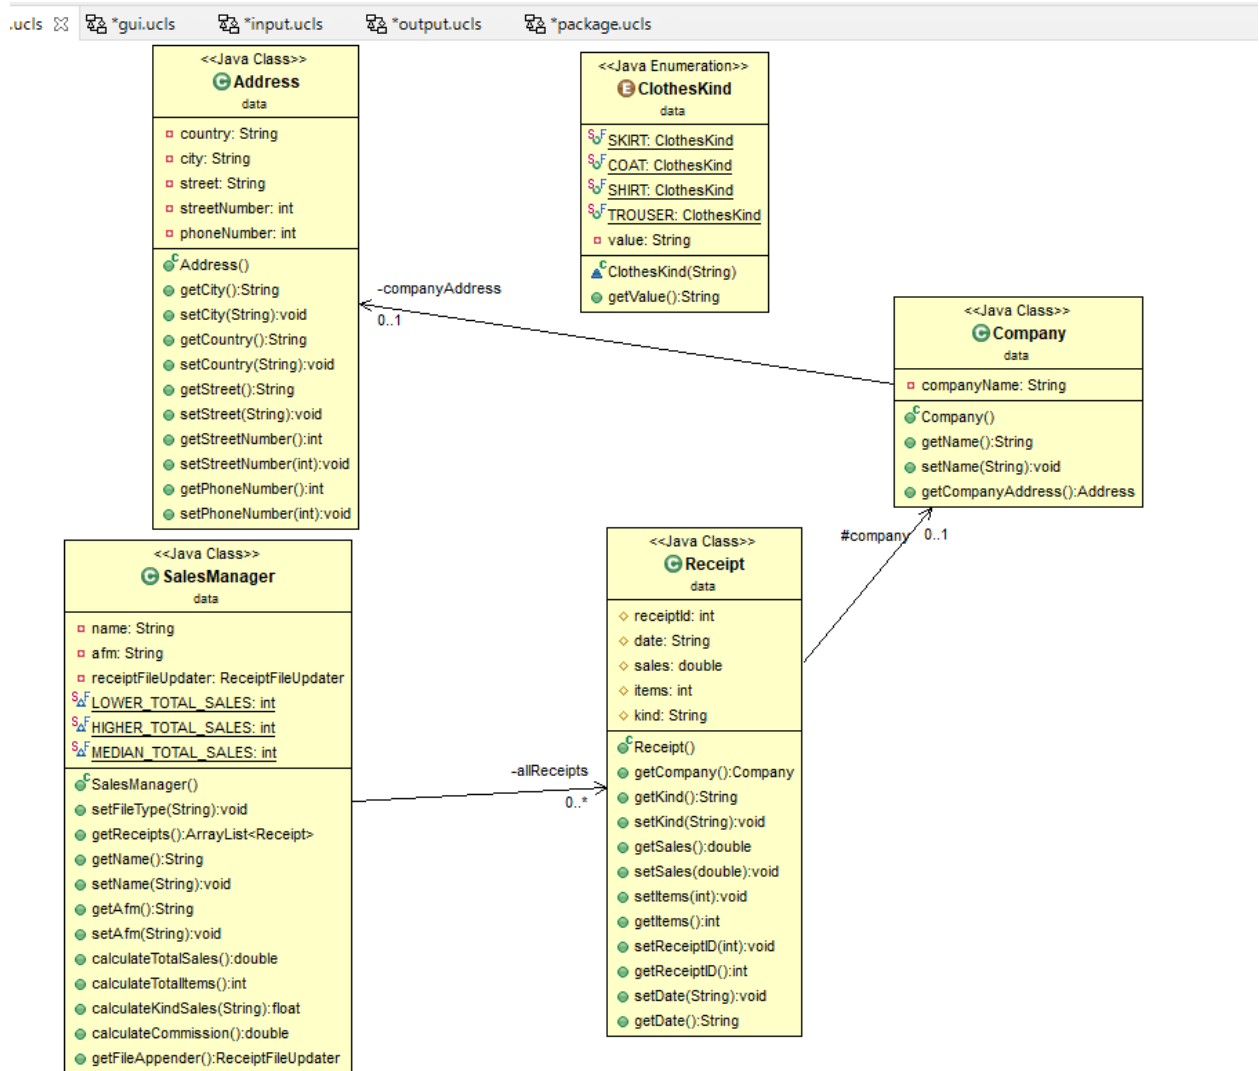 .ucls
*gui.ucls
*input.ucls
*output.ucls
*package.ucls
<<Java Class>>
Address
data
country: String
city: String
street: String
streetNumber: int
phoneNumber: int
Address()
getCity():String
setCity(String):void
getCountry():String
setCountry(String):void
getStreet():String
setStreet(String):void
getStreetNumber():int
setStreetNumber(int):void
getPhoneNumber():int
setPhoneNumber(int):void
<<Java Enumeration>>
ClothesKind
data
SKIRT: ClothesKind
COAT: ClothesKind
SHIRT: ClothesKind
TROUSER: ClothesKind
value: String
ClothesKind(String)
getValue():String
-companyAddress
0..1
<<Java Class>>
Company
data
companyName: String
Company()
getName():String
setName(String):void
getCompanyAddress():Address
#company
0..1
<<Java Class>>
SalesManager
data
name: String
afm: String
receiptFileUpdater: ReceiptFileUpdater
LOWER_TOTAL_SALES: int
HIGHER_TOTAL_SALES: int
MEDIAN_TOTAL_SALES: int
SalesManager()
setFileType(String):void
getReceipts():ArrayList<Receipt>
getName():String
setName(String):void
getAfm():String
setAfm(String):void
calculateTotalSales():double
calculateTotalItems():int
calculateKindSales(String):float
calculateCommission():double
getFileAppender():ReceiptFileUpdater
-allReceipts
0..*
<<Java Class>>
Receipt
data
receiptId: int
date: String
sales: double
items: int
kind: String
Receipt()
getCompany():Company
getKind():String
setKind(String):void
getSales():double
setSales(double):void
setItems(int):void
getItems():int
setReceiptID(int):void
getReceiptID():int
setDate(String):void
getDate():String